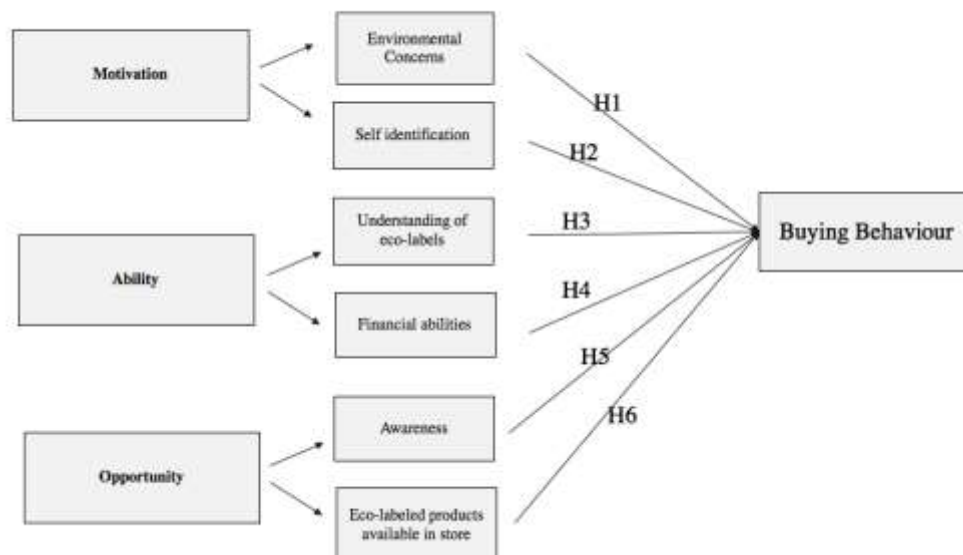 Motivation
Environmental
Concerns
Self identification
H1
H2
Ability
Understanding of
eco-labels
Financial abilities
H3
H4
Buying Behaviour
Opportunity
Awareness
Eco-labeled products
available in store
H5
H6